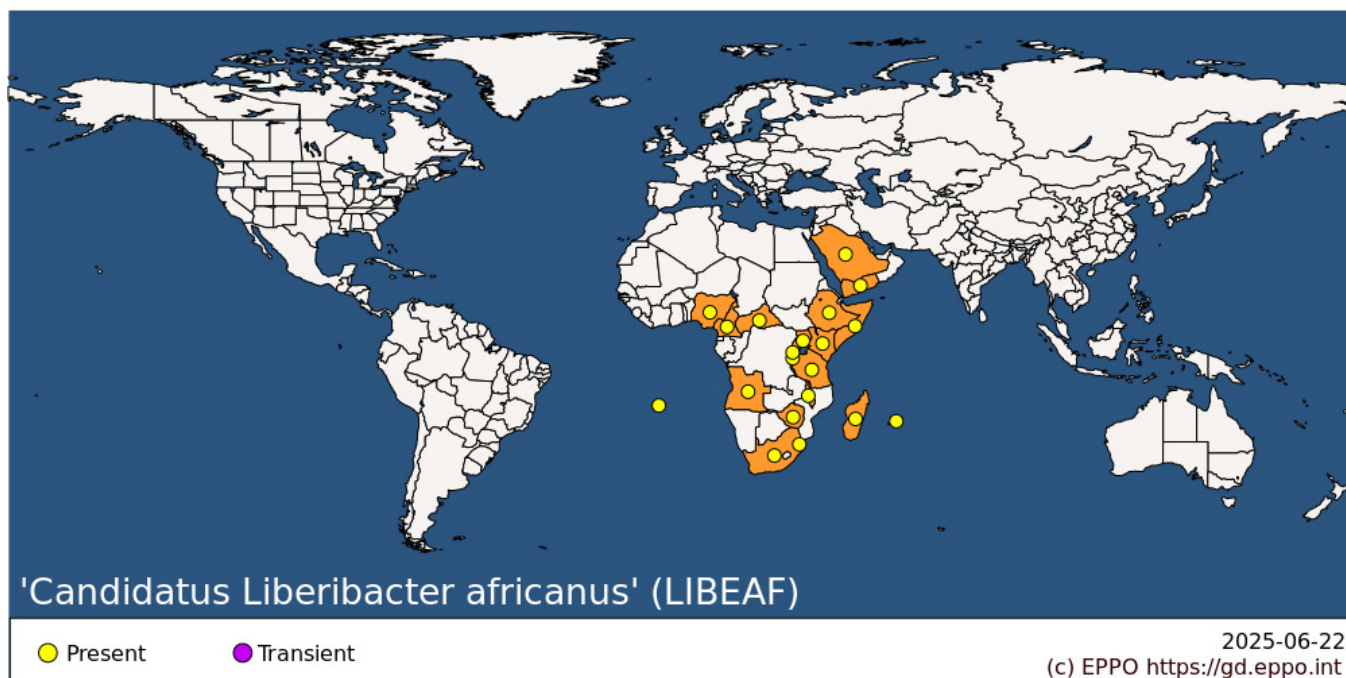 'Candidatus Liberibacter africanus' (LIBEAF)
Present
Transient
2025-06-22
(c) EPPO https://gd.eppo.int